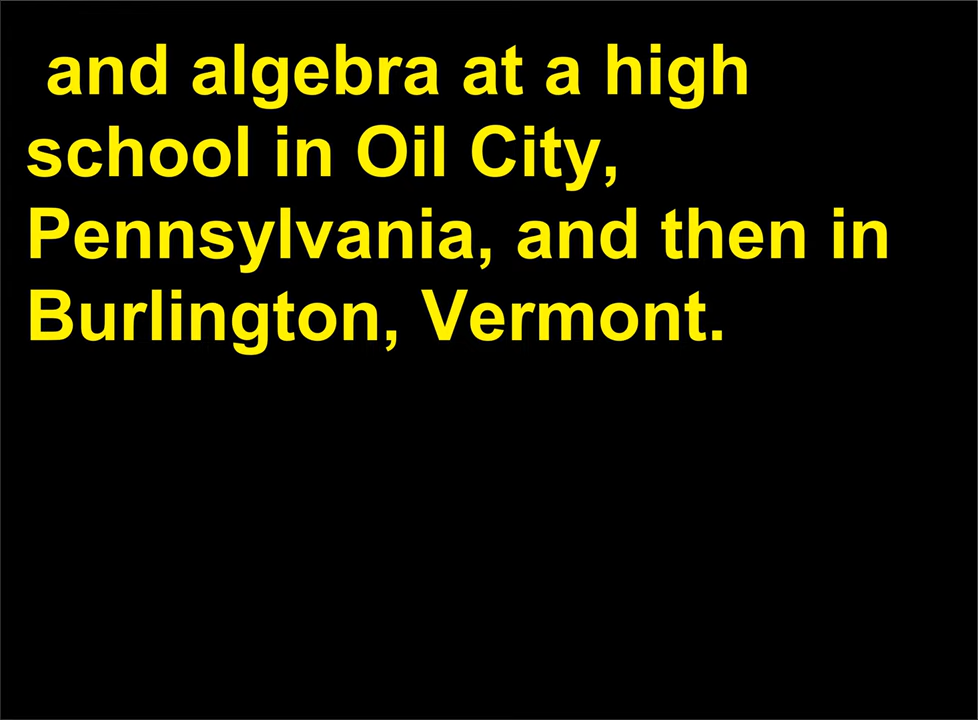 and algebra at a high
school in Oil City,
Pennsylvania, and then in
Burlington, Vermont.